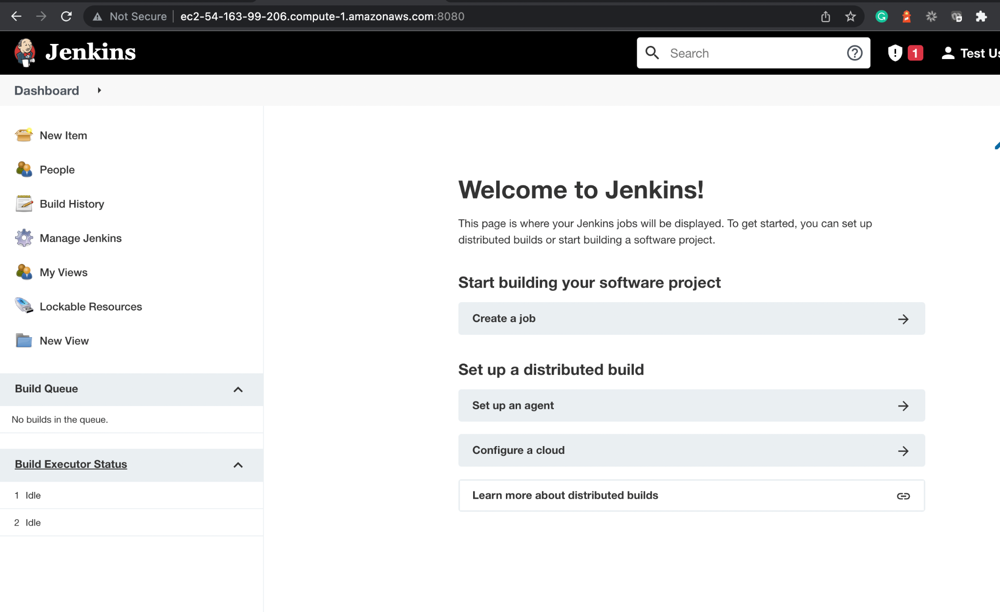 Not Secure ec2-54-163-99-206.compute-1.amazonaws.com:8080
Jenkins
Search
1
Test Us
Dashboard
New Item
People
Build History
Manage Jenkins
My Views
Lockable Resources
New View
Build Queue
No builds in the queue.
Build Executor Status
1 Idle
2 Idle
Welcome to Jenkins!
This page is where your Jenkins jobs will be displayed. To get started, you can set up
distributed builds or start building a software project.
Start building your software project
Create a job
Set up a distributed build
Set up an agent
Configure a cloud
Learn more about distributed builds